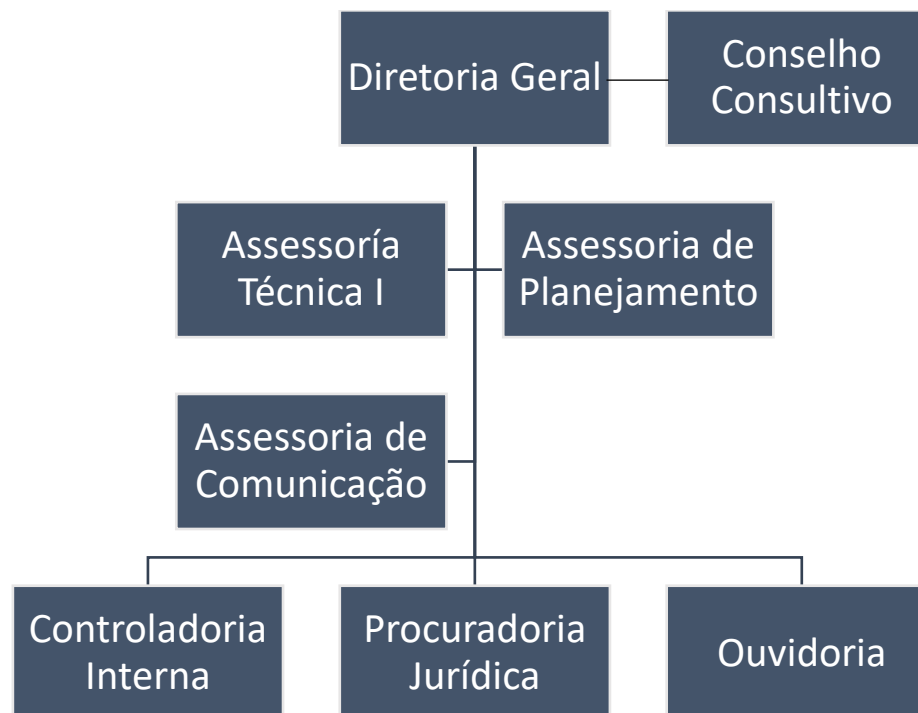 Diretoria Geral
Conselho
Consultivo
Assessoría
Técnica I
Assessoria de
Planejamento
Assessoria de
Comunicação
Controladoria
Interna
Procuradoria
Jurídica
Ouvidoria